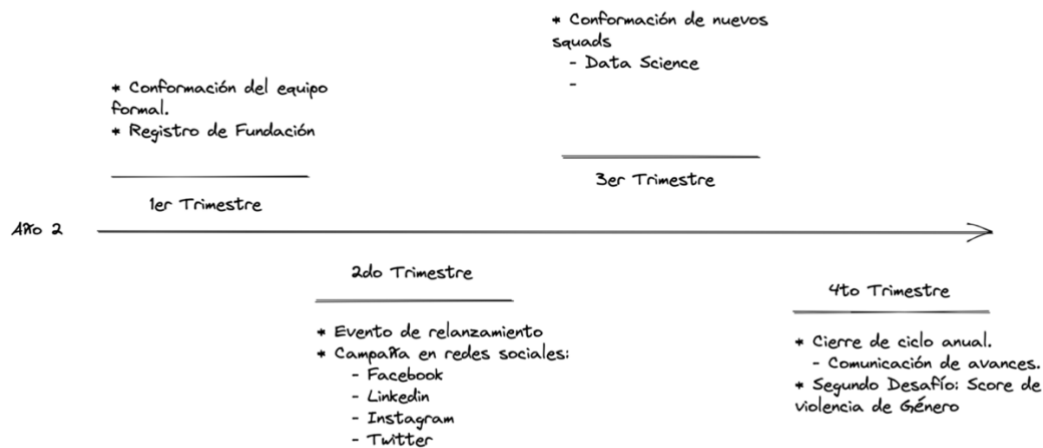 * Conformación de nuevos
squads
- Data Science
-
* Conformación del equipo
formal.
* Registro de Fundación
3er Trimestre
1er Trimestre
Año 2
2do Trimestre
4to Trimestre
* Evento de relanzamiento
* Campaña en redes sociales:
- Facebook
- Linkedin
- Instagram
- Twitter
* Cierre de ciclo anual.
- Comunicación de avances.
* Segundo Desafío: Score de
violencia de Género